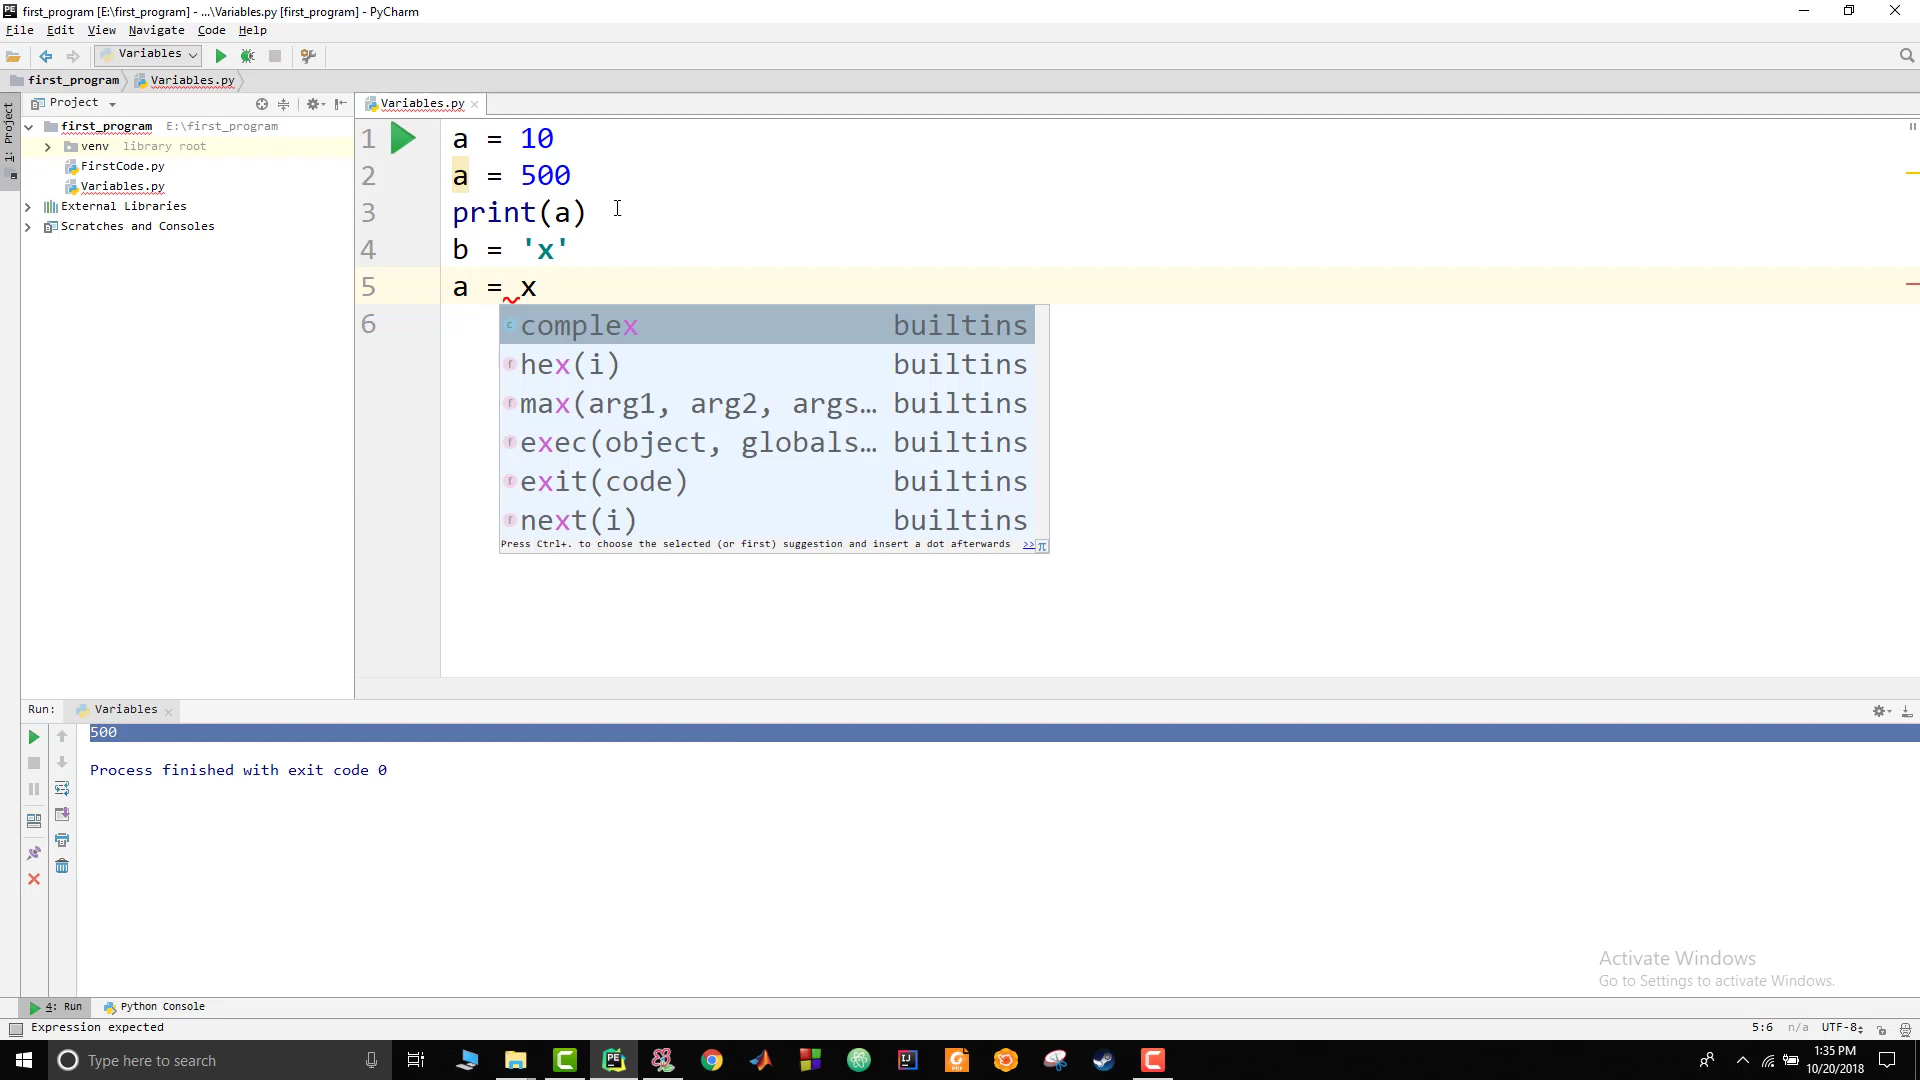 first_program [E:\first_program] - ...\Variables.py [first_program] - PyCharm
File Edit View Navigate Code Help
Variables
first_program Variables.py
1: Project
Project
Variables.py
first_program E:\first_program
venv library root
FirstCode.py
Variables.py
External Libraries
Scratches and Consoles
1 a = 10
2 a = 500
3 print(a)
4 b = 'x'
5 a = x
6
complex builtins
hex(i) builtins
max(arg1, arg2, args… builtins
exec(object, globals… builtins
exit(code) builtins
next(i) builtins
Press Ctrl+. to choose the selected (or first) suggestion and insert a dot afterwards >> π
Run: Variables
500
Process finished with exit code 0
Activate Windows
Go to Settings to activate Windows.
4: Run Python Console
Expression expected 5:6 n/a UTF-8
Type here to search
1:35 PM
10/20/2018